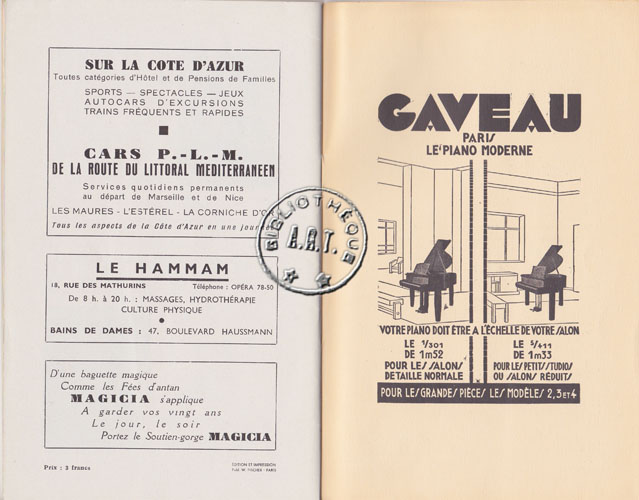 SUR LA COTE D'AZUR
Toutes catégories d'Hôtel et de Pensions de Familles
SPORTS — SPECTACLES — JEUX
AUTOCARS D'EXCURSIONS
TRAINS FRÉQUENTS ET RAPIDES
CARS P.-L.-M.
DE LA ROUTE DU LITTORAL MEDITERRANEEN
Services quotidiens permanents
au départ de Marseille et de Nice
LES MAURES - L'ESTÉREL - LA CORNICHE
Tous les aspects de la Côte d'Azur en une
LE HAMMAM
18, RUE DES MATHURINS Téléphone : OPÉRA 78-50
De 8 h. à 20 h. : MASSAGES, HYDROTHÉRAPIE
CULTURE PHYSIQUE
BAINS DE DAMES : 47, BOULEVARD HAUSSMANN
D'une baguette magique
Comme les Fées d'antan
MAGICIA s'applique
A garder vos vingt ans
Le jour, le soir
Portez le Soutien-gorge MAGICIA
Prix : 3 francs
EDITION ET IMPRESSION
BIBLIOTHÈQUE
A.R.T.
GAVEAU
PARIS
LE PIANO MODERNE
VOTRE PIANO DOIT ÊTRE A L'ÉCHELLE DE VOTRE SALON
LE 1/301
DE 1m52
POUR LES SALONS
DE TAILLE NORMALE
LE 5/411
DE 1m33
POUR LES PETITS STUDIOS
OU SALONS RÉDUITS
POUR LES GRANDES PIÈCES LES MODÈLES 2, 3 ET 4